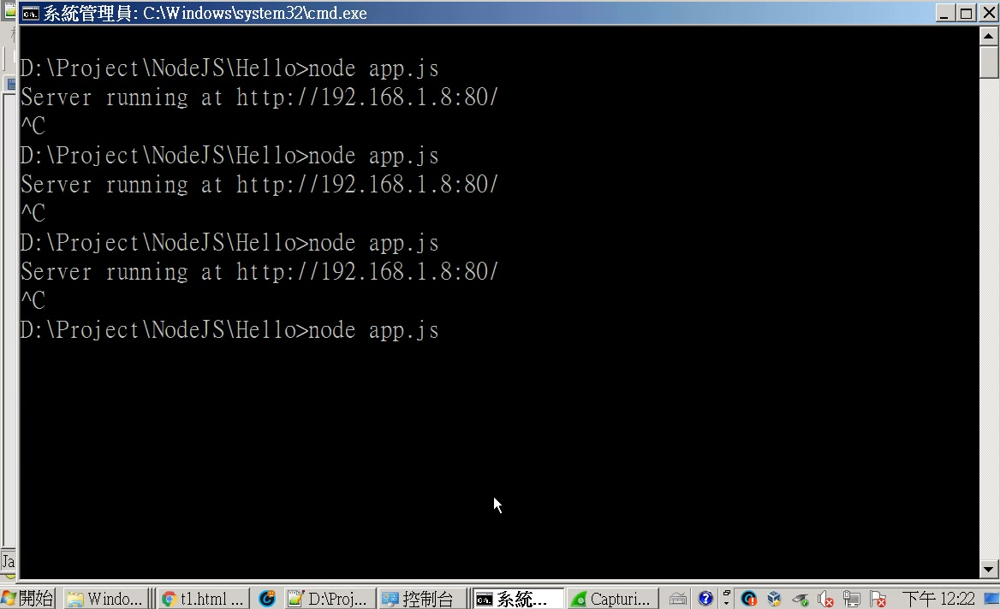 系統管理員: C:\Windows\system32\cmd.exe
D:\Project\NodeJS\Hello>node app.js
Server running at http://192.168.1.8:80/
^C
D:\Project\NodeJS\Hello>node app.js
Server running at http://192.168.1.8:80/
^C
D:\Project\NodeJS\Hello>node app.js
Server running at http://192.168.1.8:80/
^C
D:\Project\NodeJS\Hello>node app.js
Ja
開始 Windo... t1.html ... D:\Proj... 控制台 系統... Capturi... 下午 12:22